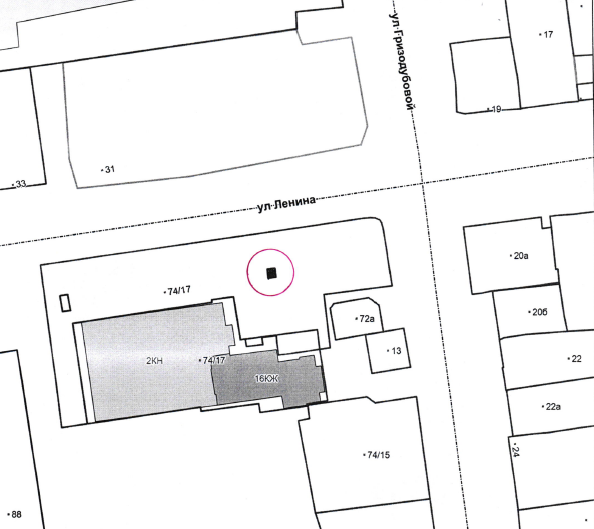 ул Гризодубовой
17
19
31
33
ул Ленина
20а
74/17
20б
72а
13
2КН
74/17
22
16КЖ
22а
24
74/15
88